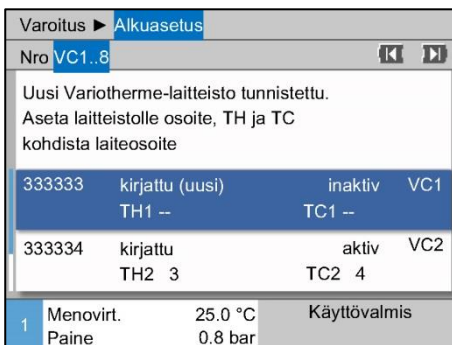 Varoitus ► Alkuasetus
Nro VC1..8
Uusi Variotherme-laitteisto tunnistettu.
Aseta laitteistolle osoite, TH ja TC
kohdista laiteosoite
333333 kirjattu (uusi) inaktiv VC1
TH1 -- TC1 --
333334 kirjattu aktiv VC2
TH2 3 TC2 4
1 Menovirt. 25.0 °C Käyttövalmis
Paine 0.8 bar